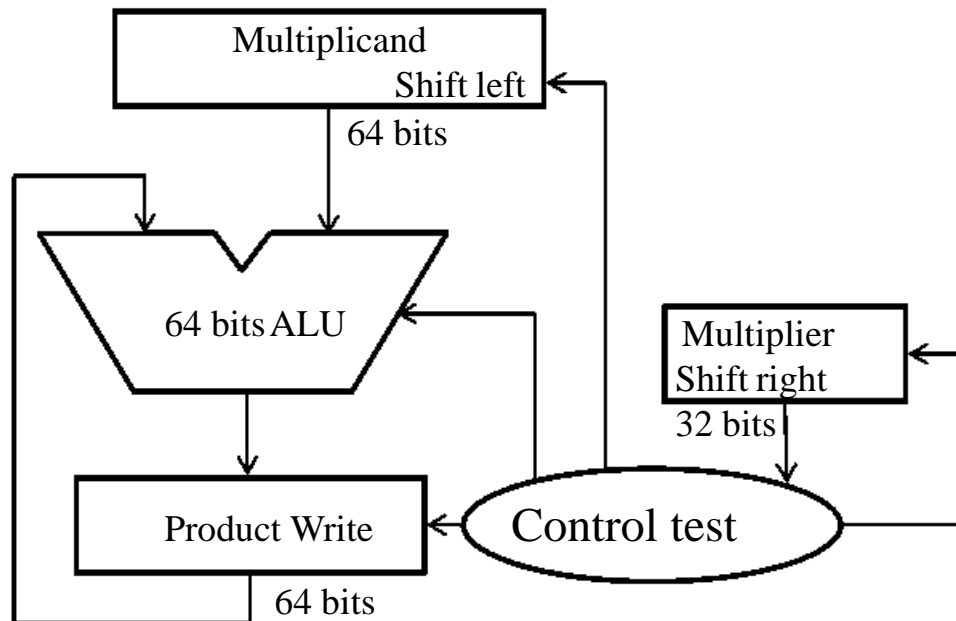 Multiplicand
Shift left
64 bits
64 bits ALU
Multiplier
Shift right
32 bits
Product Write
Control test
64 bits